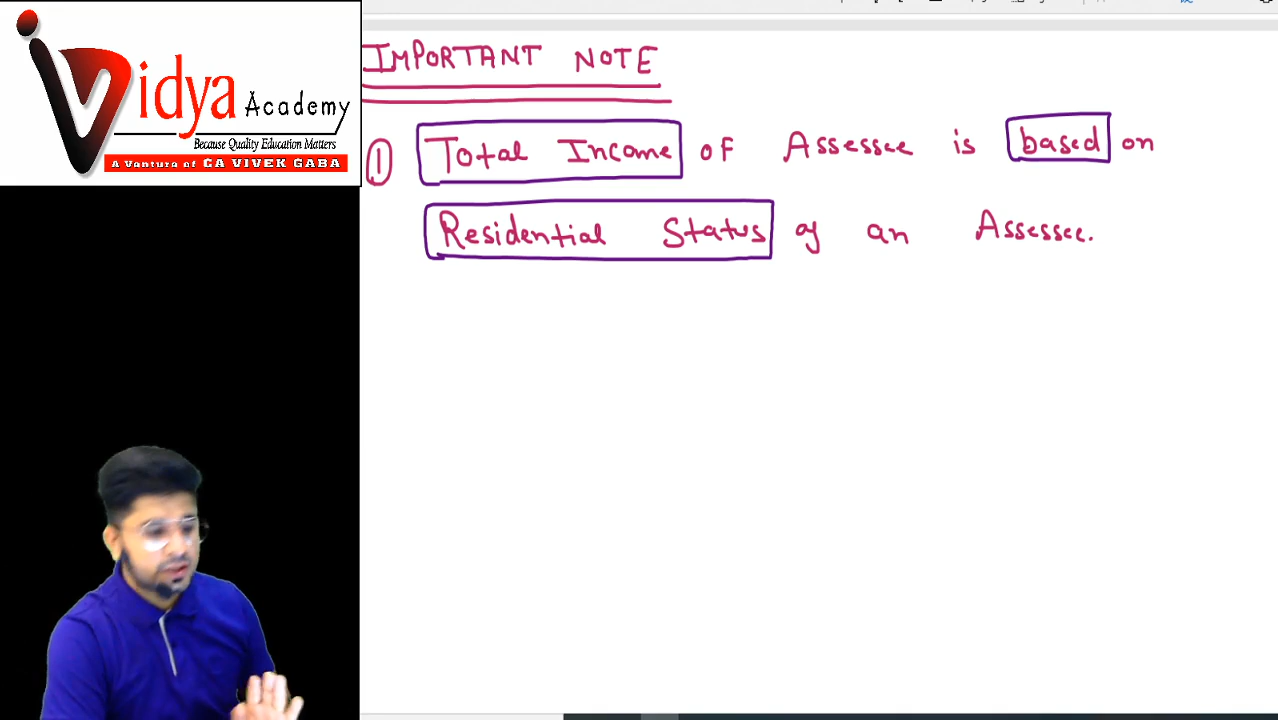 Vidya Academy
Because Quality Education Matters
A Vantura of CA VIVEK GABA
IMPORTANT NOTE
① Total Income of Assessee is based on
Residential Status of an Assessee.